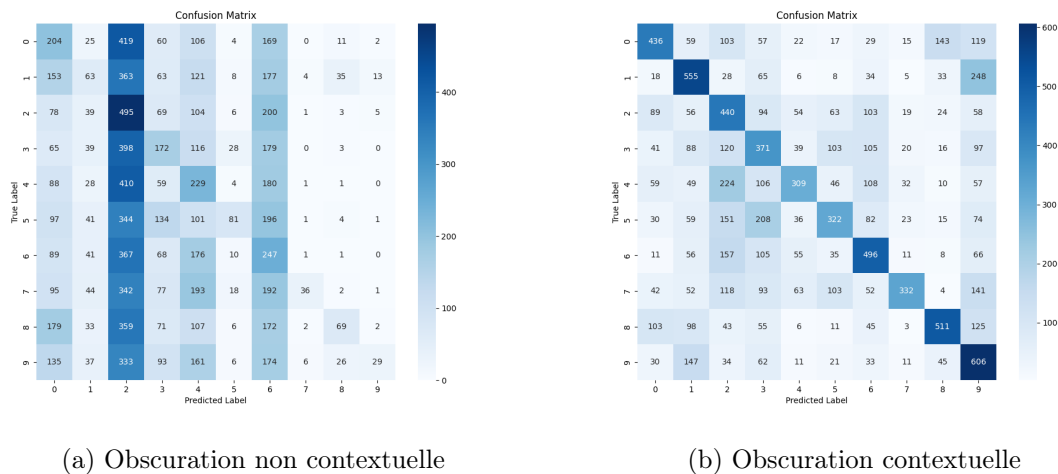 Confusion Matrix
True Label
0 204 25 419 60 106 4 169 0 11 2
1 153 63 363 63 121 8 177 4 35 13
2 78 39 495 69 104 6 200 1 3 5
3 65 39 398 172 116 28 179 0 3 0
4 88 28 410 59 229 4 180 1 1 0
5 97 41 344 134 101 81 196 1 4 1
6 89 41 367 68 176 10 247 1 1 0
7 95 44 342 77 193 18 192 36 2 1
8 179 33 359 71 107 6 172 2 69 2
9 135 37 333 93 161 6 174 6 26 29
0 1 2 3 4 5 6 7 8 9
Predicted Label
400
300
200
100
0
(a) Obscuration non contextuelle
Confusion Matrix
True Label
0 436 59 103 57 22 17 29 15 143 119
1 18 555 28 65 6 8 34 5 33 248
2 89 56 440 94 54 63 103 19 24 58
3 41 88 120 371 39 103 105 20 16 97
4 59 49 224 106 309 46 108 32 10 57
5 30 59 151 208 36 322 82 23 15 74
6 11 56 157 105 55 35 496 11 8 66
7 42 52 118 93 63 103 52 332 4 141
8 103 98 43 55 6 11 45 3 511 125
9 30 147 34 62 11 21 33 11 45 606
0 1 2 3 4 5 6 7 8 9
Predicted Label
600
500
400
300
200
100
(b) Obscuration contextuelle